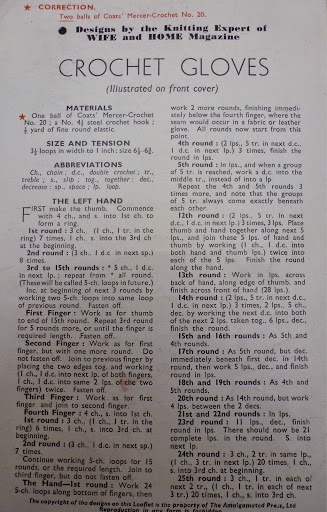 ★ CORRECTION.
Two balls of Coats' Mercer-Crochet No. 20.
● Designs by the Knitting Expert of
WIFE and HOME Magazine
CROCHET GLOVES
(Illustrated on front cover)
MATERIALS
★ One ball of Coats' Mercer-Crochet
No. 20 ; a No. 4½ steel crochet hook ;
½ yard of fine round elastic.
SIZE AND TENSION
3½ loops in width to 1 inch : size 6¼-6¾.
ABBREVIATIONS
Ch., chain : d.c., double crochet ; tr.,
treble ; s., slip ; tog., together ; dec.,
decrease : sp., space ; lp. loop.
THE LEFT HAND
FIRST make the thumb. Commence
with 4 ch., and s. into 1st ch. to
form a ring.
1st round : 3 ch. (1 ch., 1 tr. in the
ring) 7 times, 1 ch., s. into the 3rd ch
at the beginning.
2nd round : (3 ch. 1 d.c. in next sp.)
8 times.
3rd to 15th rounds : * 5 ch., 1 d.c.
in next lp. ; repeat from * all round.
(These will be called 5-ch. loops in future.)
Inc. at beginning of next 3 rounds by
working two 5-ch. loops into same loop
of previous round. Fasten off.
First Finger : Work as for thumb
to end of 15th round. Repeat 3rd round
for 5 rounds more, or until the finger is
required length. Fasten off.
Second Finger : Work as for first
finger, but with one more round. Do
not fasten off. Join to previous finger by
placing the two edges tog. and working
(1 ch., 1 d.c. into next lp. of both fingers,
1 ch., 1 d.c. into same 2 lps. of the two
fingers) twice. Fasten off.
Third Finger : Work as for first
finger and join to second finger.
Fourth Finger : 4 ch., s. into 1st ch.
1st round : 3 ch. (1 ch., 1 tr. in the
ring) 6 times, 1 ch., s. into 3rd ch. at
beginning.
2nd round : (3 ch., 1 d.c. in next sp.)
7 times.
Continue working 5-ch. loops for 15
rounds, or the required length. Join to
third finger, but do not fasten off.
The Hand—1st round : Work 24
5-ch. loops along bottom of fingers, then
work 2 more rounds, finishing immedi-
ately below the fourth finger, where the
seam would occur in a fabric or leather
glove. All rounds now start from this
point.
4th round : (2 lps., 5 tr. in next d.c.,
1 d.c. in next lp.) 3 times, finish the
round in lps.
5th round : In lps., and when a group
of 5 tr. is reached, work a d.c. into the
middle tr., instead of into a lp
Repeat the 4th and 5th rounds 3
times more, and note that the groups
of 5 tr. always come exactly beneath
each other.
12th round : (2 lps., 5 tr. in next
d.c., 1 d.c. in next lp.) 3 times, 3 lps. Place
thumb and hand together along next 5
lps., and join these 5 lps. of hand and
thumb by working (1 ch., 1 d.c. into
both hand and thumb lps.) twice into
each of the 5 lps. Finish the round
along the hand.
13th round : Work in lps. across
back of hand, along edge of thumb, and
finish across front of hand (28 lps.).
14th round : (2 lps., 5 tr. in next d.c.,
1 d.c. in next lp.) 3 times, 2 lps., 5 ch.,
dec. by working the next d.c. into both
of the next 2 lps. taken tog., 6 lps., dec.,
finish the round.
15th and 16th rounds : As 5th and
4th rounds.
17th round : As 5th round, but dec.
immediately beneath first dec. in 14th
round, then work 5 lps., dec., and finish
round in lps.
18th and 19th rounds : As 4th and
5th rounds.
20th round : As 14th round, but work
4 lps. between the 2 decs.
21st and 22nd rounds : In lps.
23rd round : 11 lps., dec., finish
round in lps. There should now be 21
complete lps. in the round. S. into
next lp.
24th round : 3 ch., 2 tr. in same lp.,
(1 ch., 3 tr. in next lp.) 20 times, 1 ch.,
s. into 3rd ch. at beginning.
25th round : 3 ch., 1 tr. in each of
next 2 tr., (1 ch., 1 tr. in each of next
3 tr.) 20 times, 1 ch., s. into 3rd ch.
The copyright of the designs on this Leaflet is the property of The Amalgamated Press, Ltd.
Reproduction in any form is forbidden.